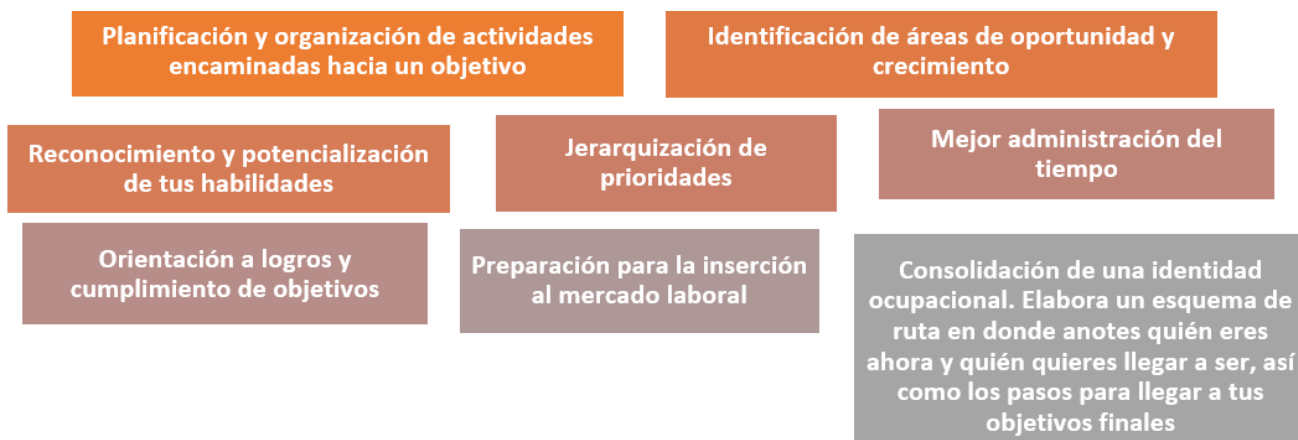 Planificación y organización de actividades
encaminadas hacia un objetivo
Identificación de áreas de oportunidad y
crecimiento
Reconocimiento y potencialización
de tus habilidades
Jerarquización de
prioridades
Mejor administración del
tiempo
Orientación a logros y
cumplimiento de objetivos
Preparación para la inserción
al mercado laboral
Consolidación de una identidad
ocupacional. Elabora un esquema de
ruta en donde anotes quién eres
ahora y quién quieres llegar a ser, así
como los pasos para llegar a tus
objetivos finales